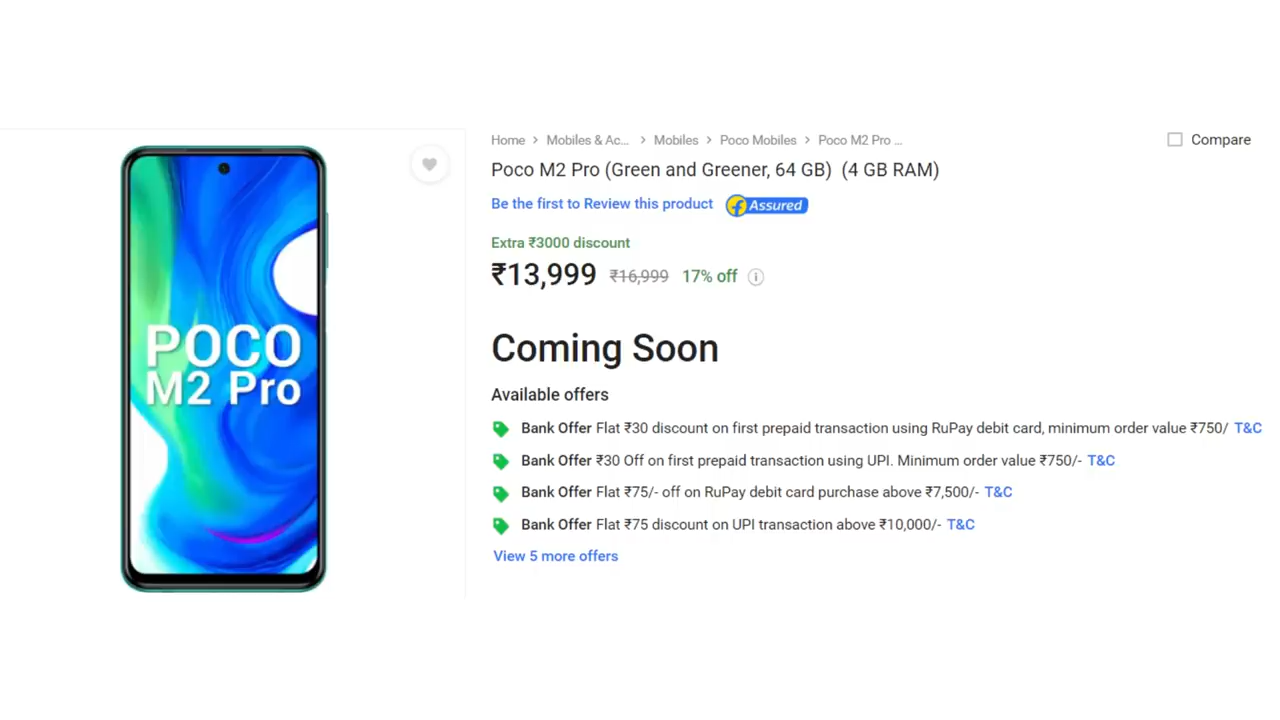 POCO
M2 Pro
Home > Mobiles & Ac... > Mobiles > Poco Mobiles > Poco M2 Pro ...
Compare
Poco M2 Pro (Green and Greener, 64 GB) (4 GB RAM)
Be the first to Review this product f Assured
Extra ₹3000 discount
₹13,999 ₹16,999 17% off i
Coming Soon
Available offers
Bank Offer Flat ₹30 discount on first prepaid transaction using RuPay debit card, minimum order value ₹750/ T&C
Bank Offer ₹30 Off on first prepaid transaction using UPI. Minimum order value ₹750/- T&C
Bank Offer Flat ₹75/- off on RuPay debit card purchase above ₹7,500/- T&C
Bank Offer Flat ₹75 discount on UPI transaction above ₹10,000/- T&C
View 5 more offers